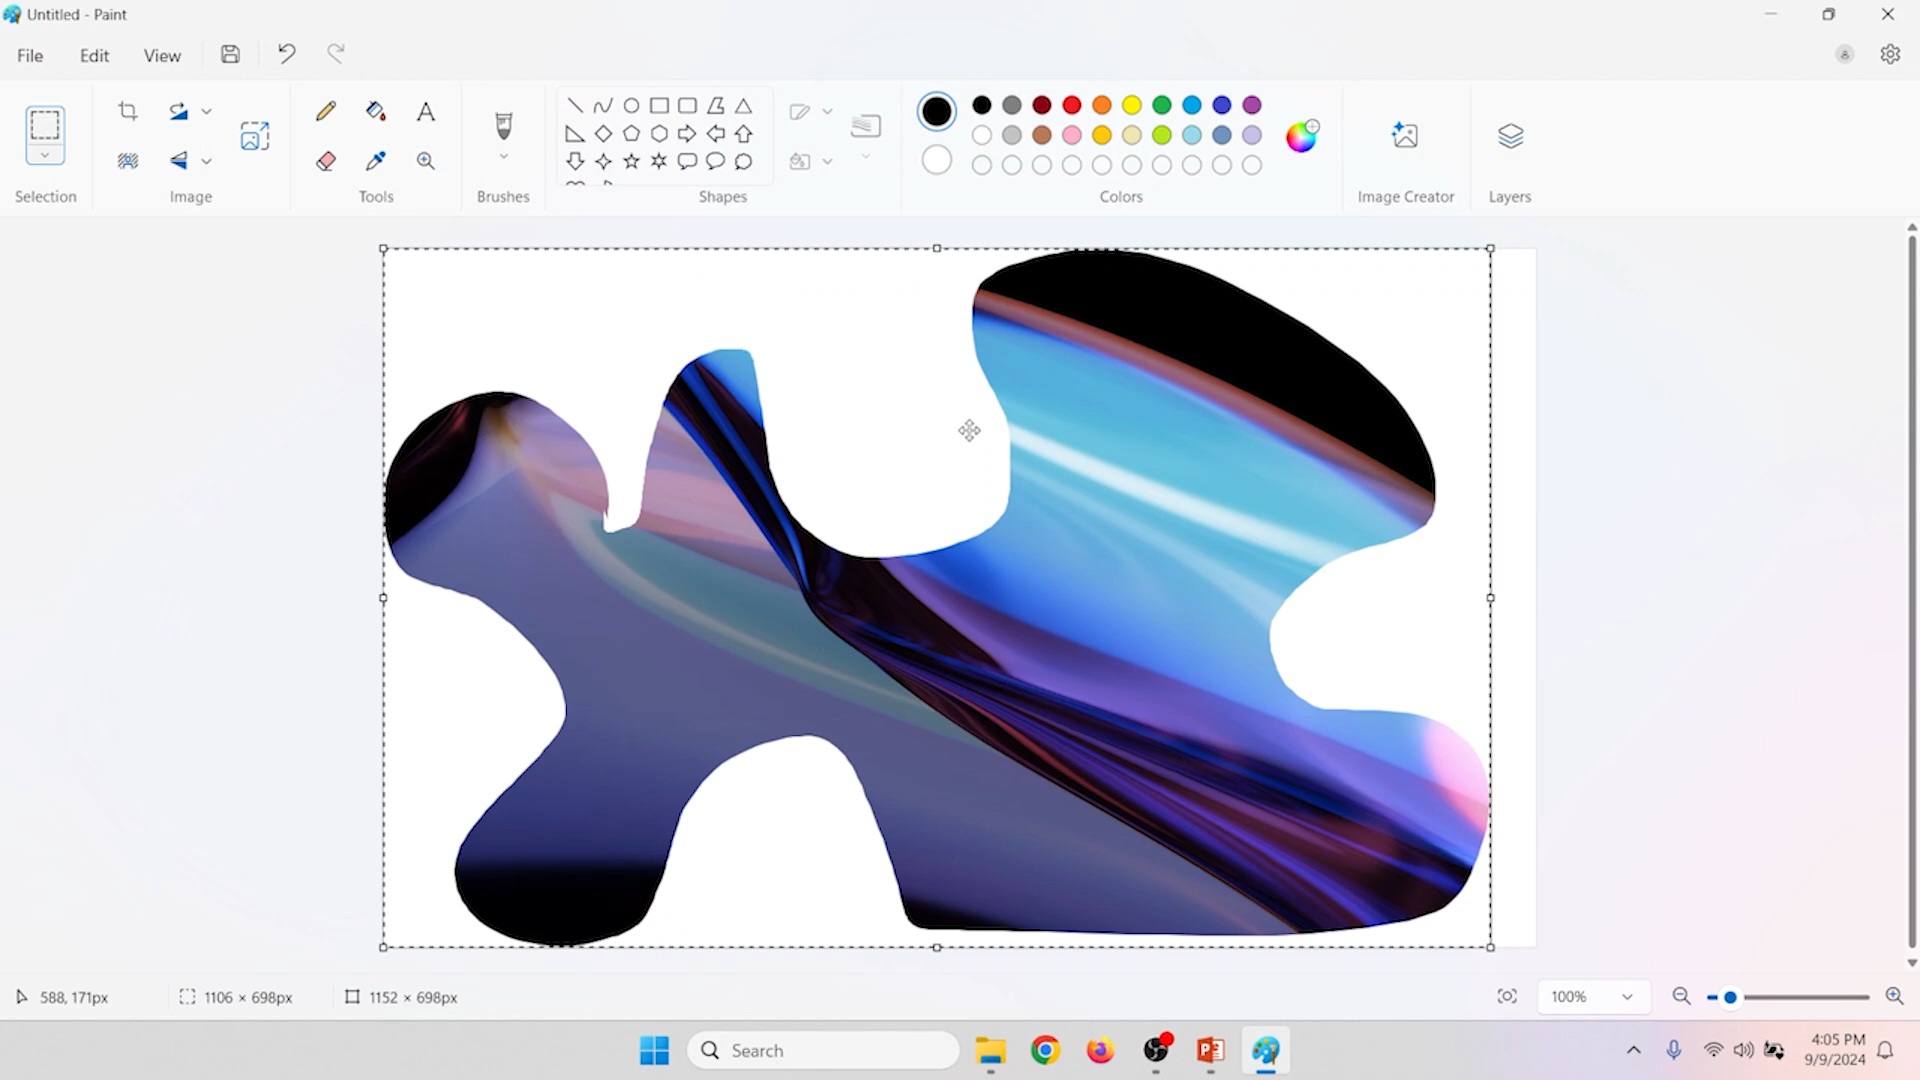 Untitled - Paint
File Edit View
Selection Image Tools Brushes Shapes Colors Image Creator Layers
588, 171px 1106 × 698px 1152 × 698px 100%
Search
4:05 PM
9/9/2024